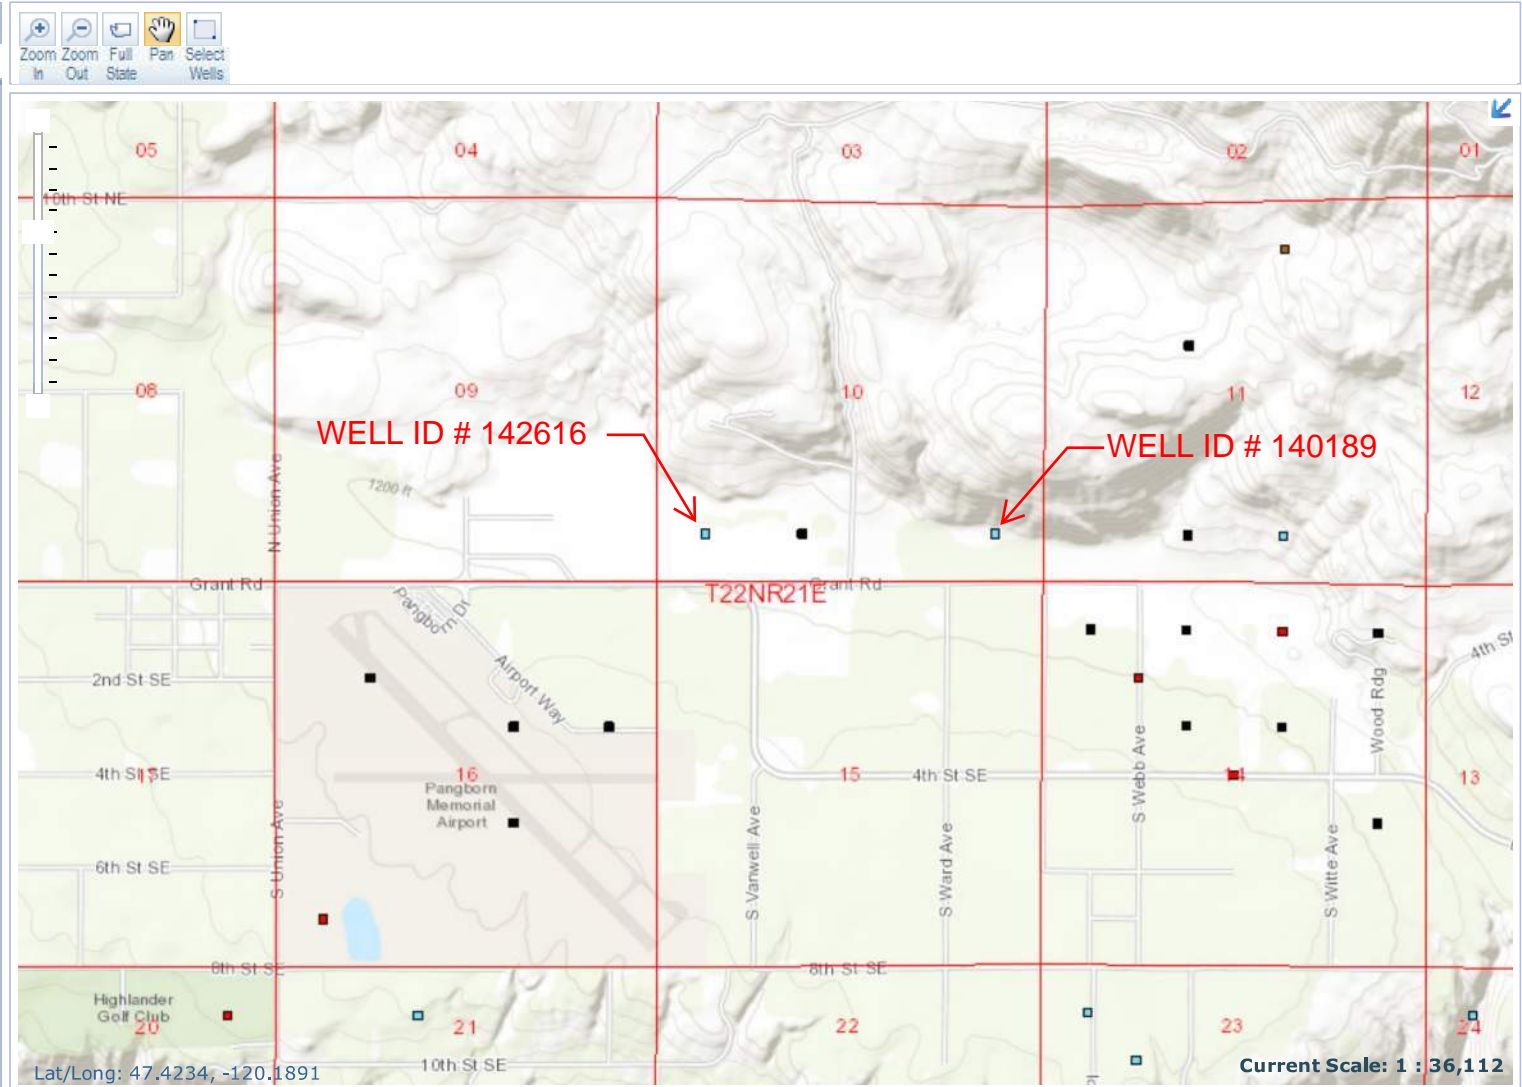 Zoom In
Zoom Out
Full State
Pan
Select Wells
05
04
03
02
01
10th St NE
08
09
10
11
12
WELL ID # 142616
WELL ID # 140189
N Union Ave
1200 ft
Grant Rd
T22NR21E
Grant Rd
Pangborn Dr
Airport Way
2nd St SE
4th St
Wood Rdg
4th St SE
17
16
15
4th St SE
14
13
S Webb Ave
Pangborn
Memorial
Airport
S Union Ave
S Vanwell Ave
S Ward Ave
S Witte Ave
6th St SE
8th St SE
8th St SE
Highlander
Golf Club
20
21
22
23
24
10th St SE
Pl
Lat/Long: 47.4234, -120.1891
Current Scale: 1 : 36,112